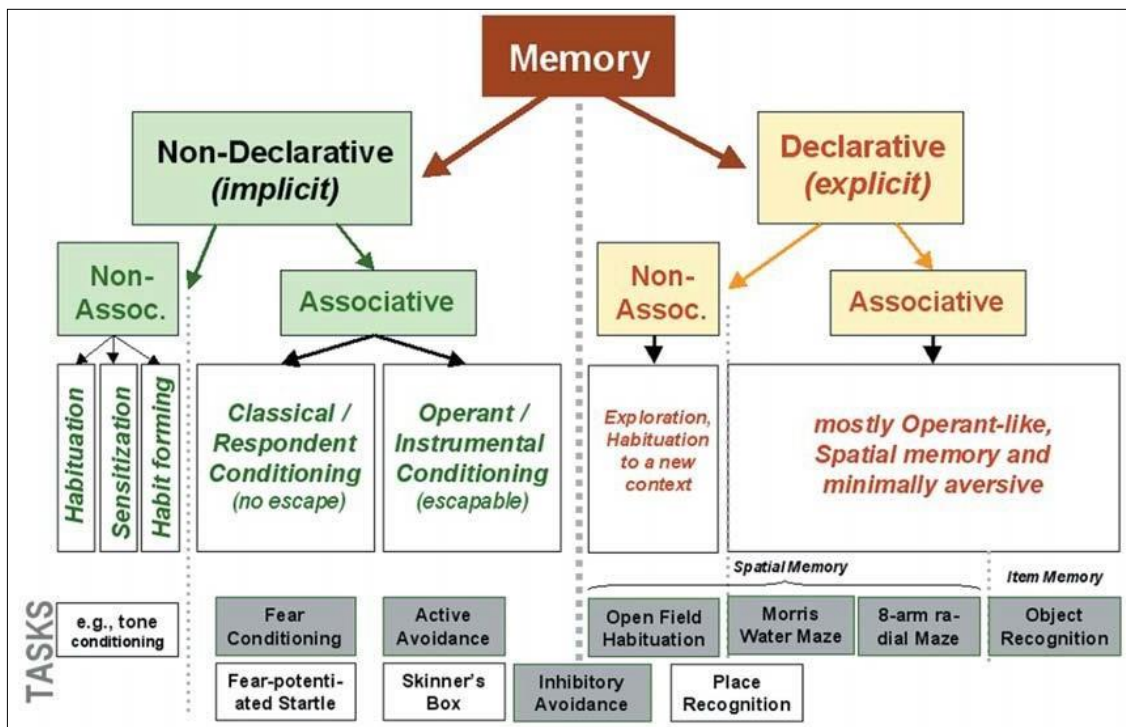 Memory
Non-Declarative
(implicit)
Declarative
(explicit)
Non-
Assoc.
Associative
Non-
Assoc.
Associative
Habituation
Sensitization
Habit forming
Classical /
Respondent
Conditioning
(no escape)
Operant /
Instrumental
Conditioning
(escapable)
Exploration,
Habituation
to a new
context
mostly Operant-like,
Spatial memory and
minimally aversive
Spatial Memory
Item Memory
TASKS
e.g., tone
conditioning
Fear
Conditioning
Active
Avoidance
Open Field
Habituation
Morris
Water Maze
8-arm ra-
dial Maze
Object
Recognition
Fear-potenti-
ated Startle
Skinner's
Box
Inhibitory
Avoidance
Place
Recognition